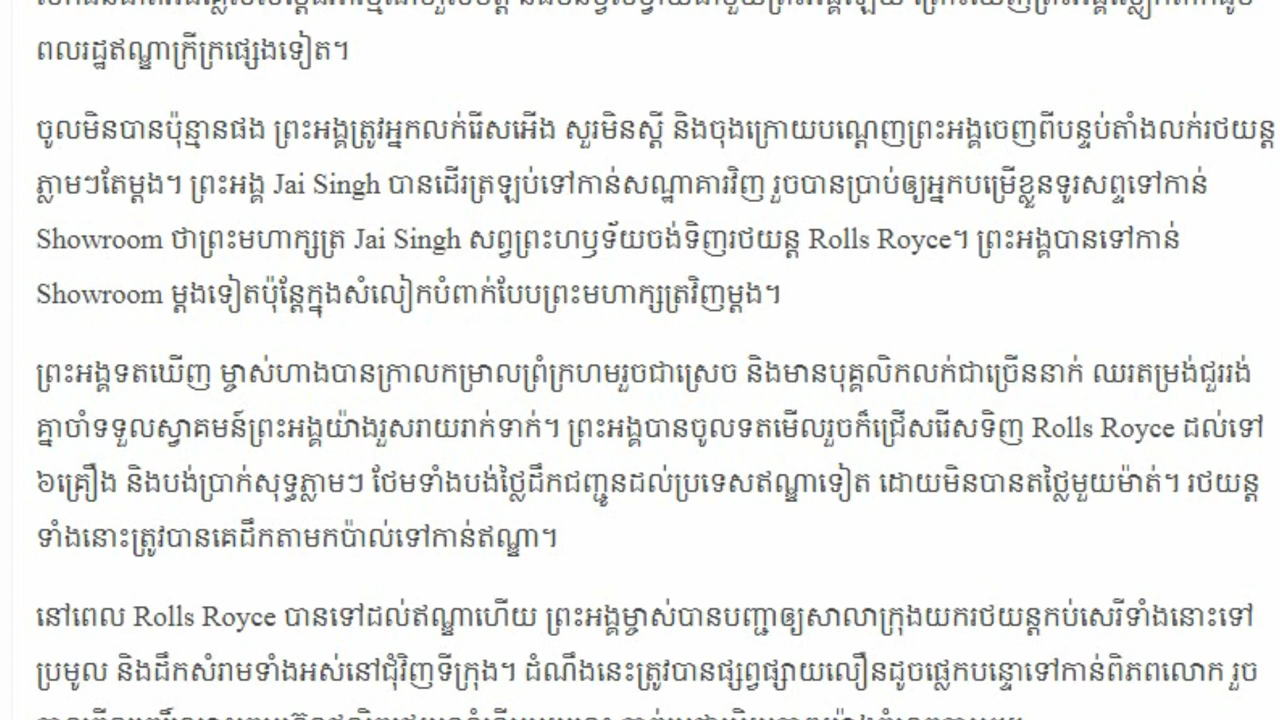 ពលរដ្ឋឥណ្ឌាក្រីក្រផ្សេងទៀត។
ចូលមិនបានប៉ុន្មានផង ព្រះអង្គត្រូវអ្នកលក់រើសអើង សួរមិនស្តី និងចុងក្រោយបណ្តេញព្រះអង្គចេញពីបន្ទប់តាំងលក់រថយន្ត
ភ្លាមៗតែម្តង។ ព្រះអង្គ Jai Singh បានដើរត្រឡប់ទៅកាន់សណ្ឋាគារវិញ រួចបានប្រាប់ឲ្យអ្នកបម្រើខ្លួនទូរសព្ទទៅកាន់
Showroom ថាព្រះមហាក្សត្រ Jai Singh សព្វព្រះហឫទ័យចង់ទិញរថយន្ត Rolls Royce។ ព្រះអង្គបានទៅកាន់
Showroom ម្តងទៀតប៉ុន្តែក្នុងសំលៀកបំពាក់បែបព្រះមហាក្សត្រវិញម្តង។
ព្រះអង្គទតឃើញ ម្ចាស់ហាងបានក្រាលកម្រាលព្រំក្រហមរួចជាស្រេច និងមានបុគ្គលិកលក់ជាច្រើននាក់ ឈរតម្រង់ជួររង់
គ្នាចាំទទួលស្វាគមន៍ព្រះអង្គយ៉ាងរួសរាយរាក់ទាក់។ ព្រះអង្គបានចូលទតមើលរួចក៏ជ្រើសរើសទិញ Rolls Royce ដល់ទៅ
៦គ្រឿង និងបង់ប្រាក់សុទ្ធភ្លាមៗ ថែមទាំងបង់ថ្លៃដឹកជញ្ជូនដល់ប្រទេសឥណ្ឌាទៀត ដោយមិនបានតថ្លៃមួយម៉ាត់។ រថយន្ត
ទាំងនោះត្រូវបានគេដឹកតាមកប៉ាល់ទៅកាន់ឥណ្ឌា។
នៅពេល Rolls Royce បានទៅដល់ឥណ្ឌាហើយ ព្រះអង្គម្ចាស់បានបញ្ជាឲ្យសាលាក្រុងយករថយន្តកប់សេរីទាំងនោះទៅ
ប្រមូល និងដឹកសំរាមទាំងអស់នៅជុំវិញទីក្រុង។ ដំណឹងនេះត្រូវបានផ្សព្វផ្សាយលឿនដូចផ្លេកបន្ទោទៅកាន់ពិភពលោក រួច